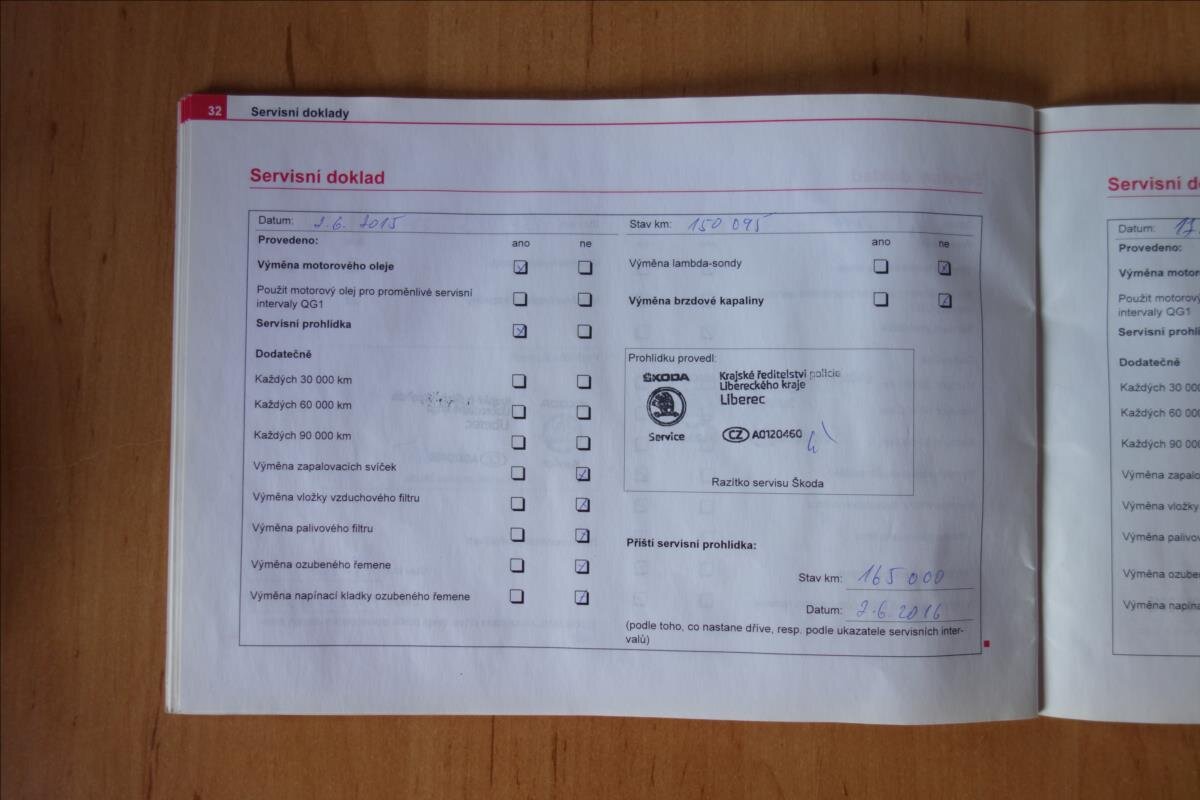 32 Servisní doklady
Servisní doklad
Datum: 2.6. 2015
Provedeno: ano ne
Výměna motorového oleje
Použit motorový olej pro proměnlivé servisní
intervaly QG1
Servisní prohlídka
Dodatečně
Každých 30 000 km
Každých 60 000 km
Každých 90 000 km
Výměna zapalovacích svíček
Výměna vložky vzduchového filtru
Výměna palivového filtru
Výměna ozubeného řemene
Výměna napínací kladky ozubeného řemene
Stav km: 150 095
ano ne
Výměna lambda-sondy
Výměna brzdové kapaliny
Prohlídku provedl:
ŠKODA
Service
Krajské ředitelství policie
Libereckého kraje
Liberec
CZ A0120460
Razítko servisu Škoda
Příští servisní prohlídka:
Stav km: 165 000
Datum: 2.6.2016
(podle toho, co nastane dříve, resp. podle ukazatele servisních inter-
valů)
Servisní d
Datum: 17.
Provedeno:
Výměna motor
Použit motorový
intervaly QG1
Servisní prohlí
Dodatečně
Každých 30 00
Každých 60 00
Každých 90 00
Výměna zapalo
Výměna vložky
Výměna palivo
Výměna ozube
Výměna napína